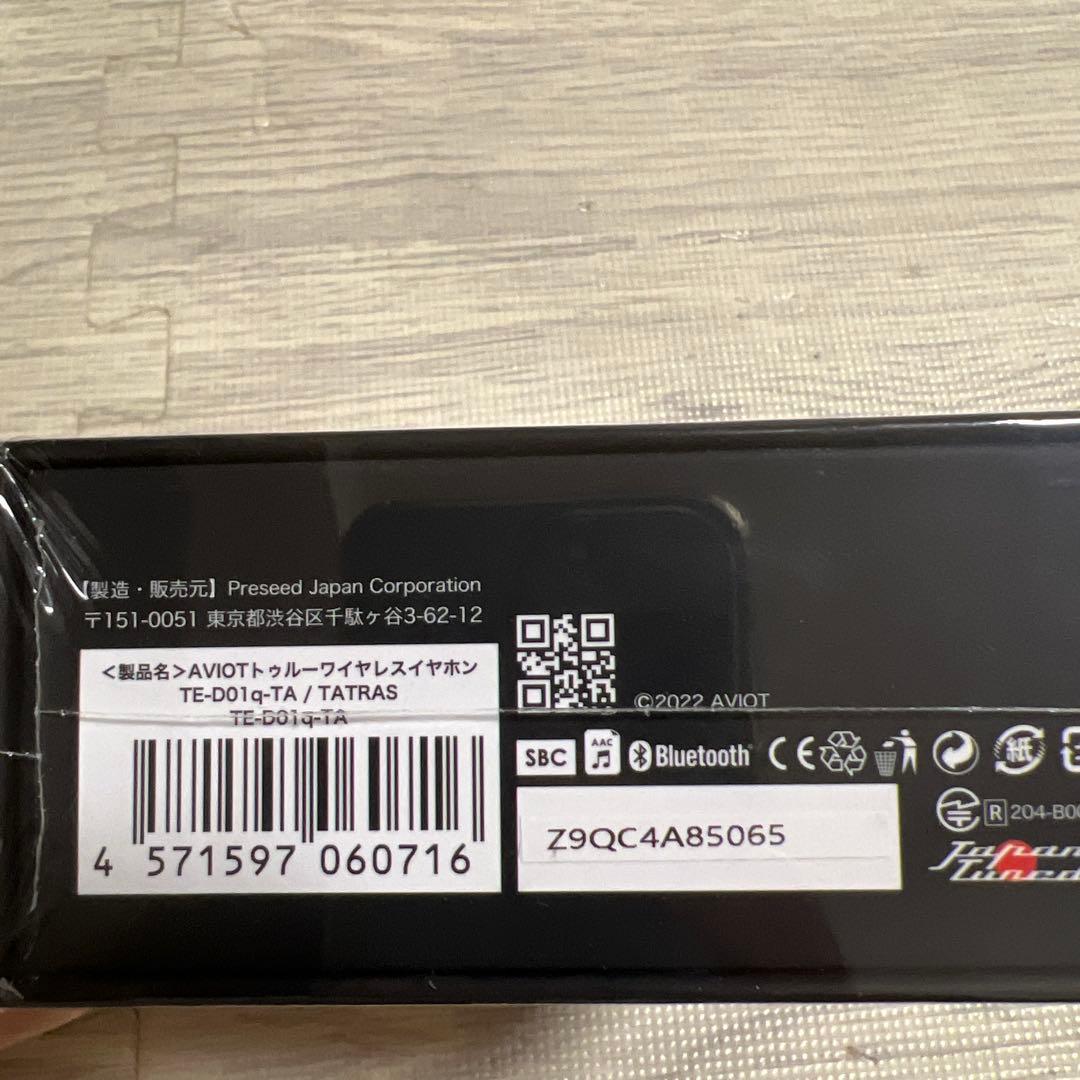 【製造・販売元】Preseed Japan Corporation
〒151-0051 東京都渋谷区千駄ヶ谷3-62-12
＜製品名＞AVIOTトゥルーワイヤレスイヤホン
TE-D01q-TA / TATRAS
TE-D01q-TA
4 571597 060716
©2022 AVIOT
SBC AAC Bluetooth CE 紙
Z9QC4A85065
R 204-B00
Japan
Tuned